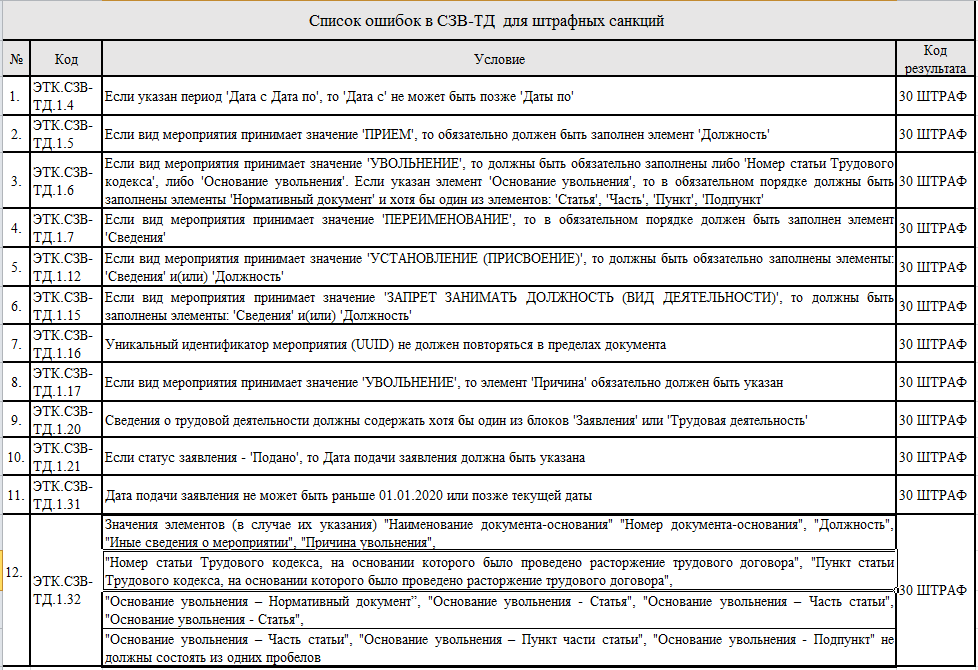 Список ошибок в СЗВ-ТД для штрафных санкций
№
Код
Условие
Код
результата
1.
ЭТК.СЗВ-
ТД.1.4
Если указан период 'Дата с Дата по', то 'Дата с' не может быть позже 'Даты по'
30 ШТРАФ
2.
ЭТК.СЗВ-
ТД.1.5
Если вид мероприятия принимает значение 'ПРИЕМ', то обязательно должен быть заполнен элемент 'Должность'
30 ШТРАФ
3.
ЭТК.СЗВ-
ТД.1.6
Если вид мероприятия принимает значение 'УВОЛЬНЕНИЕ', то должны быть обязательно заполнены либо 'Номер статьи Трудового
кодекса', либо 'Основание увольнения'. Если указан элемент 'Основание увольнения', то в обязательном порядке должны быть
заполнены элементы 'Нормативный документ' и хотя бы один из элементов: 'Статья', 'Часть', 'Пункт', 'Подпункт'
30 ШТРАФ
4.
ЭТК.СЗВ-
ТД.1.7
Если вид мероприятия принимает значение 'ПЕРЕИМЕНОВАНИЕ', то в обязательном порядке должен быть заполнен элемент
'Сведения'
30 ШТРАФ
5.
ЭТК.СЗВ-
ТД.1.12
Если вид мероприятия принимает значение 'УСТАНОВЛЕНИЕ (ПРИСВОЕНИЕ)', то должны быть обязательно заполнены элементы:
'Сведения' и(или) 'Должность'
30 ШТРАФ
6.
ЭТК.СЗВ-
ТД.1.15
Если вид мероприятия принимает значение 'ЗАПРЕТ ЗАНИМАТЬ ДОЛЖНОСТЬ (ВИД ДЕЯТЕЛЬНОСТИ)', то должны быть
заполнены элементы: 'Сведения' и(или) 'Должность'
30 ШТРАФ
7.
ЭТК.СЗВ-
ТД.1.16
Уникальный идентификатор мероприятия (UUID) не должен повторяться в пределах документа
30 ШТРАФ
8.
ЭТК.СЗВ-
ТД.1.17
Если вид мероприятия принимает значение 'УВОЛЬНЕНИЕ', то элемент 'Причина' обязательно должен быть указан
30 ШТРАФ
9.
ЭТК.СЗВ-
ТД.1.20
Сведения о трудовой деятельности должны содержать хотя бы один из блоков 'Заявления' или 'Трудовая деятельность'
30 ШТРАФ
10.
ЭТК.СЗВ-
ТД.1.21
Если статус заявления - 'Подано', то Дата подачи заявления должна быть указана
30 ШТРАФ
11.
ЭТК.СЗВ-
ТД.1.31
Дата подачи заявления не может быть раньше 01.01.2020 или позже текущей даты
30 ШТРАФ
12.
ЭТК.СЗВ-
ТД.1.32
Значения элементов (в случае их указания) "Наименование документа-основания" "Номер документа-основания", "Должность",
"Иные сведения о мероприятии", "Причина увольнения",
"Номер статьи Трудового кодекса, на основании которого было проведено расторжение трудового договора", "Пункт статьи
Трудового кодекса, на основании которого было проведено расторжение трудового договора",
"Основание увольнения – Нормативный документ", "Основание увольнения - Статья", "Основание увольнения – Часть статьи",
"Основание увольнения - Статья",
"Основание увольнения – Часть статьи", "Основание увольнения – Пункт части статьи", "Основание увольнения - Подпункт" не
должны состоять из одних пробелов
30 ШТРАФ